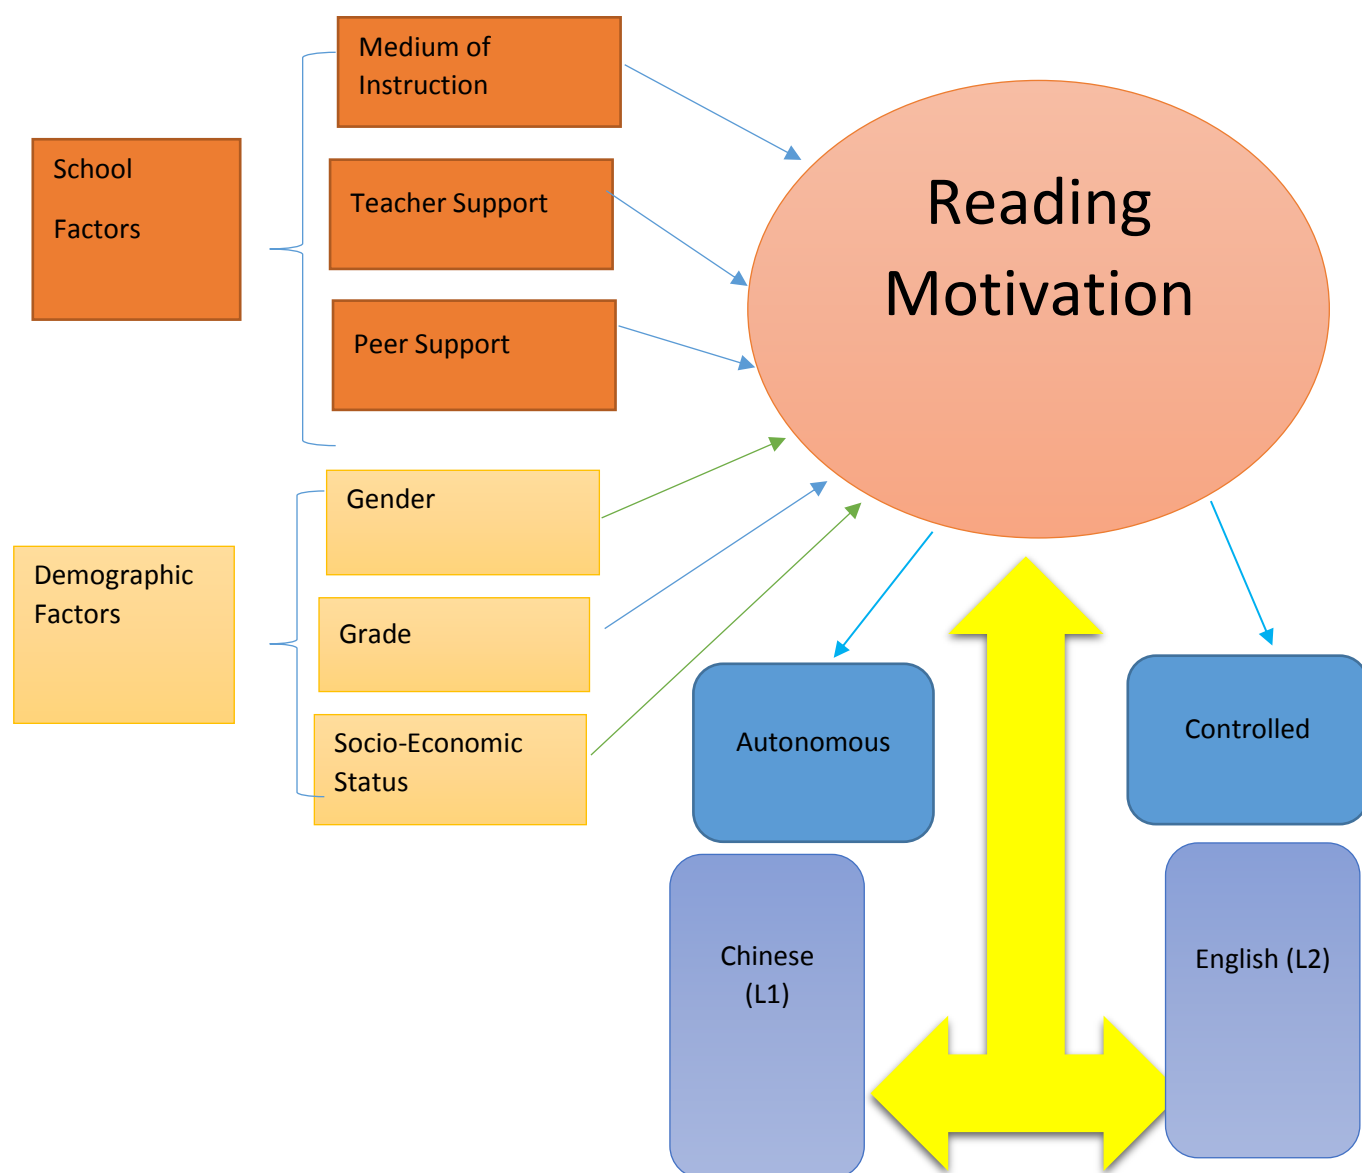 Medium of
Instruction
School
Factors
Teacher Support
Peer Support
Reading
Motivation
Gender
Demographic
Factors
Grade
Socio-Economic
Status
Autonomous
Controlled
Chinese
(L1)
English (L2)